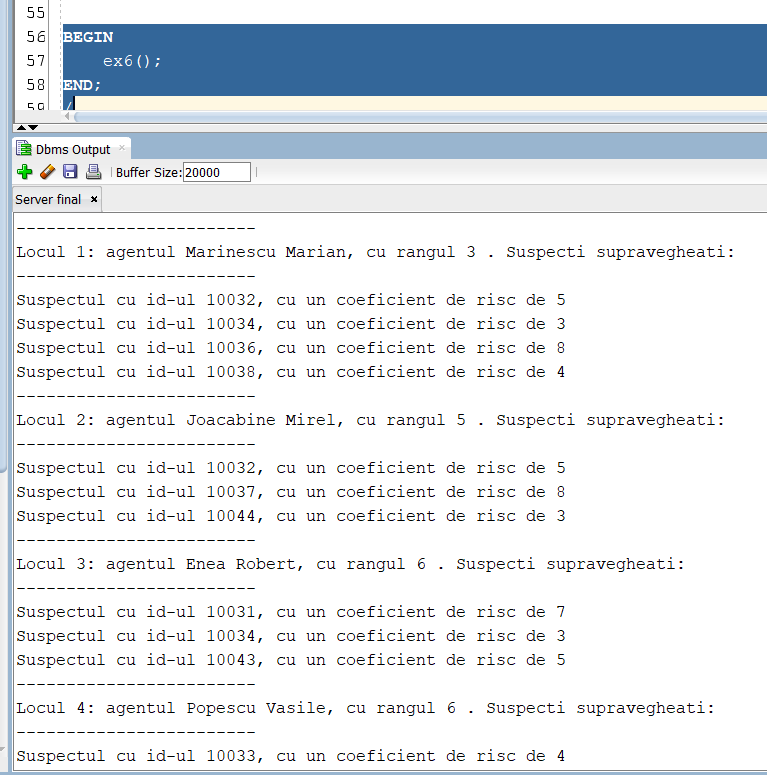 55
56 BEGIN
57 ex6();
58 END;
59 /
Dbms Output
Buffer Size: 20000
Server final
------------------------
Locul 1: agentul Marinescu Marian, cu rangul 3 . Suspecti supravegheati:
------------------------
Suspectul cu id-ul 10032, cu un coeficient de risc de 5
Suspectul cu id-ul 10034, cu un coeficient de risc de 3
Suspectul cu id-ul 10036, cu un coeficient de risc de 8
Suspectul cu id-ul 10038, cu un coeficient de risc de 4
------------------------
Locul 2: agentul Joacabine Mirel, cu rangul 5 . Suspecti supravegheati:
------------------------
Suspectul cu id-ul 10032, cu un coeficient de risc de 5
Suspectul cu id-ul 10037, cu un coeficient de risc de 8
Suspectul cu id-ul 10044, cu un coeficient de risc de 3
------------------------
Locul 3: agentul Enea Robert, cu rangul 6 . Suspecti supravegheati:
------------------------
Suspectul cu id-ul 10031, cu un coeficient de risc de 7
Suspectul cu id-ul 10034, cu un coeficient de risc de 3
Suspectul cu id-ul 10043, cu un coeficient de risc de 5
------------------------
Locul 4: agentul Popescu Vasile, cu rangul 6 . Suspecti supravegheati:
------------------------
Suspectul cu id-ul 10033, cu un coeficient de risc de 4